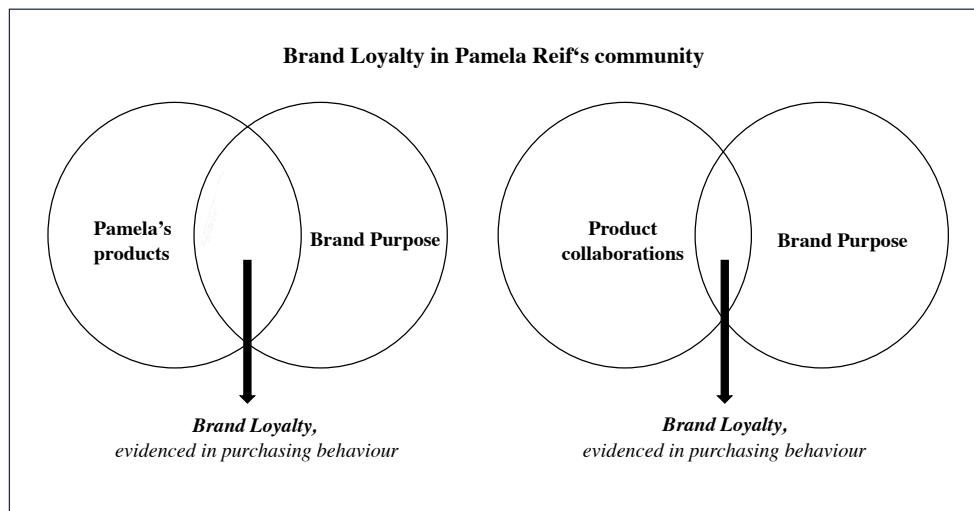 Brand Loyalty in Pamela Reif‘s community
Pamela’s
products
Brand Purpose
Brand Loyalty,
evidenced in purchasing behaviour
Product
collaborations
Brand Purpose
Brand Loyalty,
evidenced in purchasing behaviour